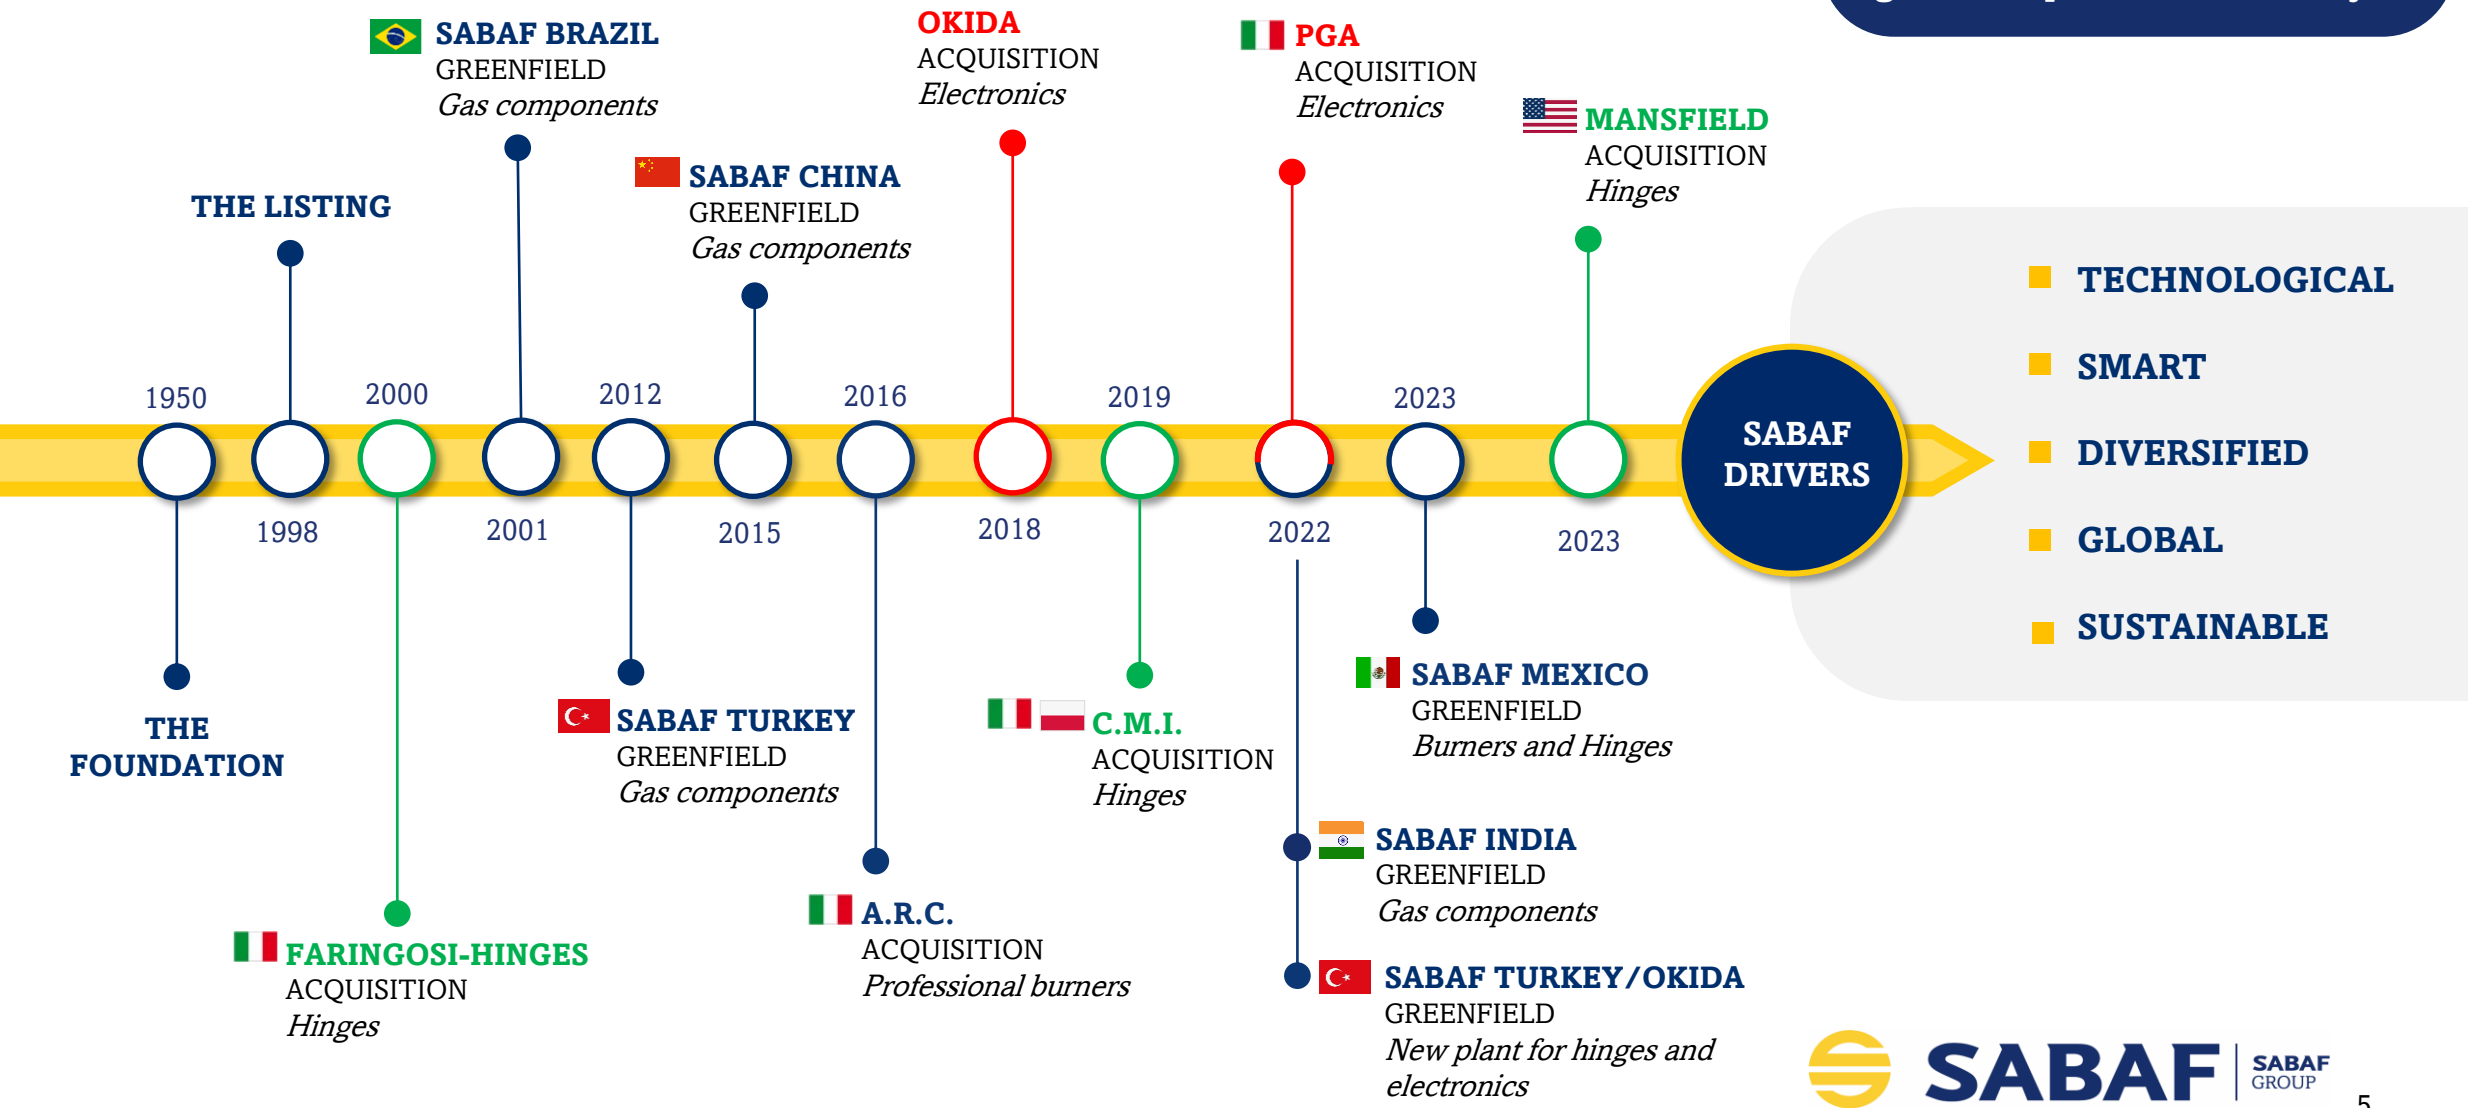 SABAF BRAZIL
GREENFIELD
Gas components
OKIDA
ACQUISITION
Electronics
PGA
ACQUISITION
Electronics
MANSFIELD
ACQUISITION
Hinges
THE LISTING
SABAF CHINA
GREENFIELD
Gas components
1950
2000
2012
2016
2019
2023
1998
2001
2015
2018
2022
2023
SABAF
DRIVERS
TECHNOLOGICAL
SMART
DIVERSIFIED
GLOBAL
SUSTAINABLE
THE
FOUNDATION
SABAF TURKEY
GREENFIELD
Gas components
C.M.I.
ACQUISITION
Hinges
SABAF MEXICO
GREENFIELD
Burners and Hinges
SABAF INDIA
GREENFIELD
Gas components
FARINGOSI-HINGES
ACQUISITION
Hinges
A.R.C.
ACQUISITION
Professional burners
SABAF TURKEY/OKIDA
GREENFIELD
New plant for hinges and
electronics
SABAF
SABAF
GROUP
5